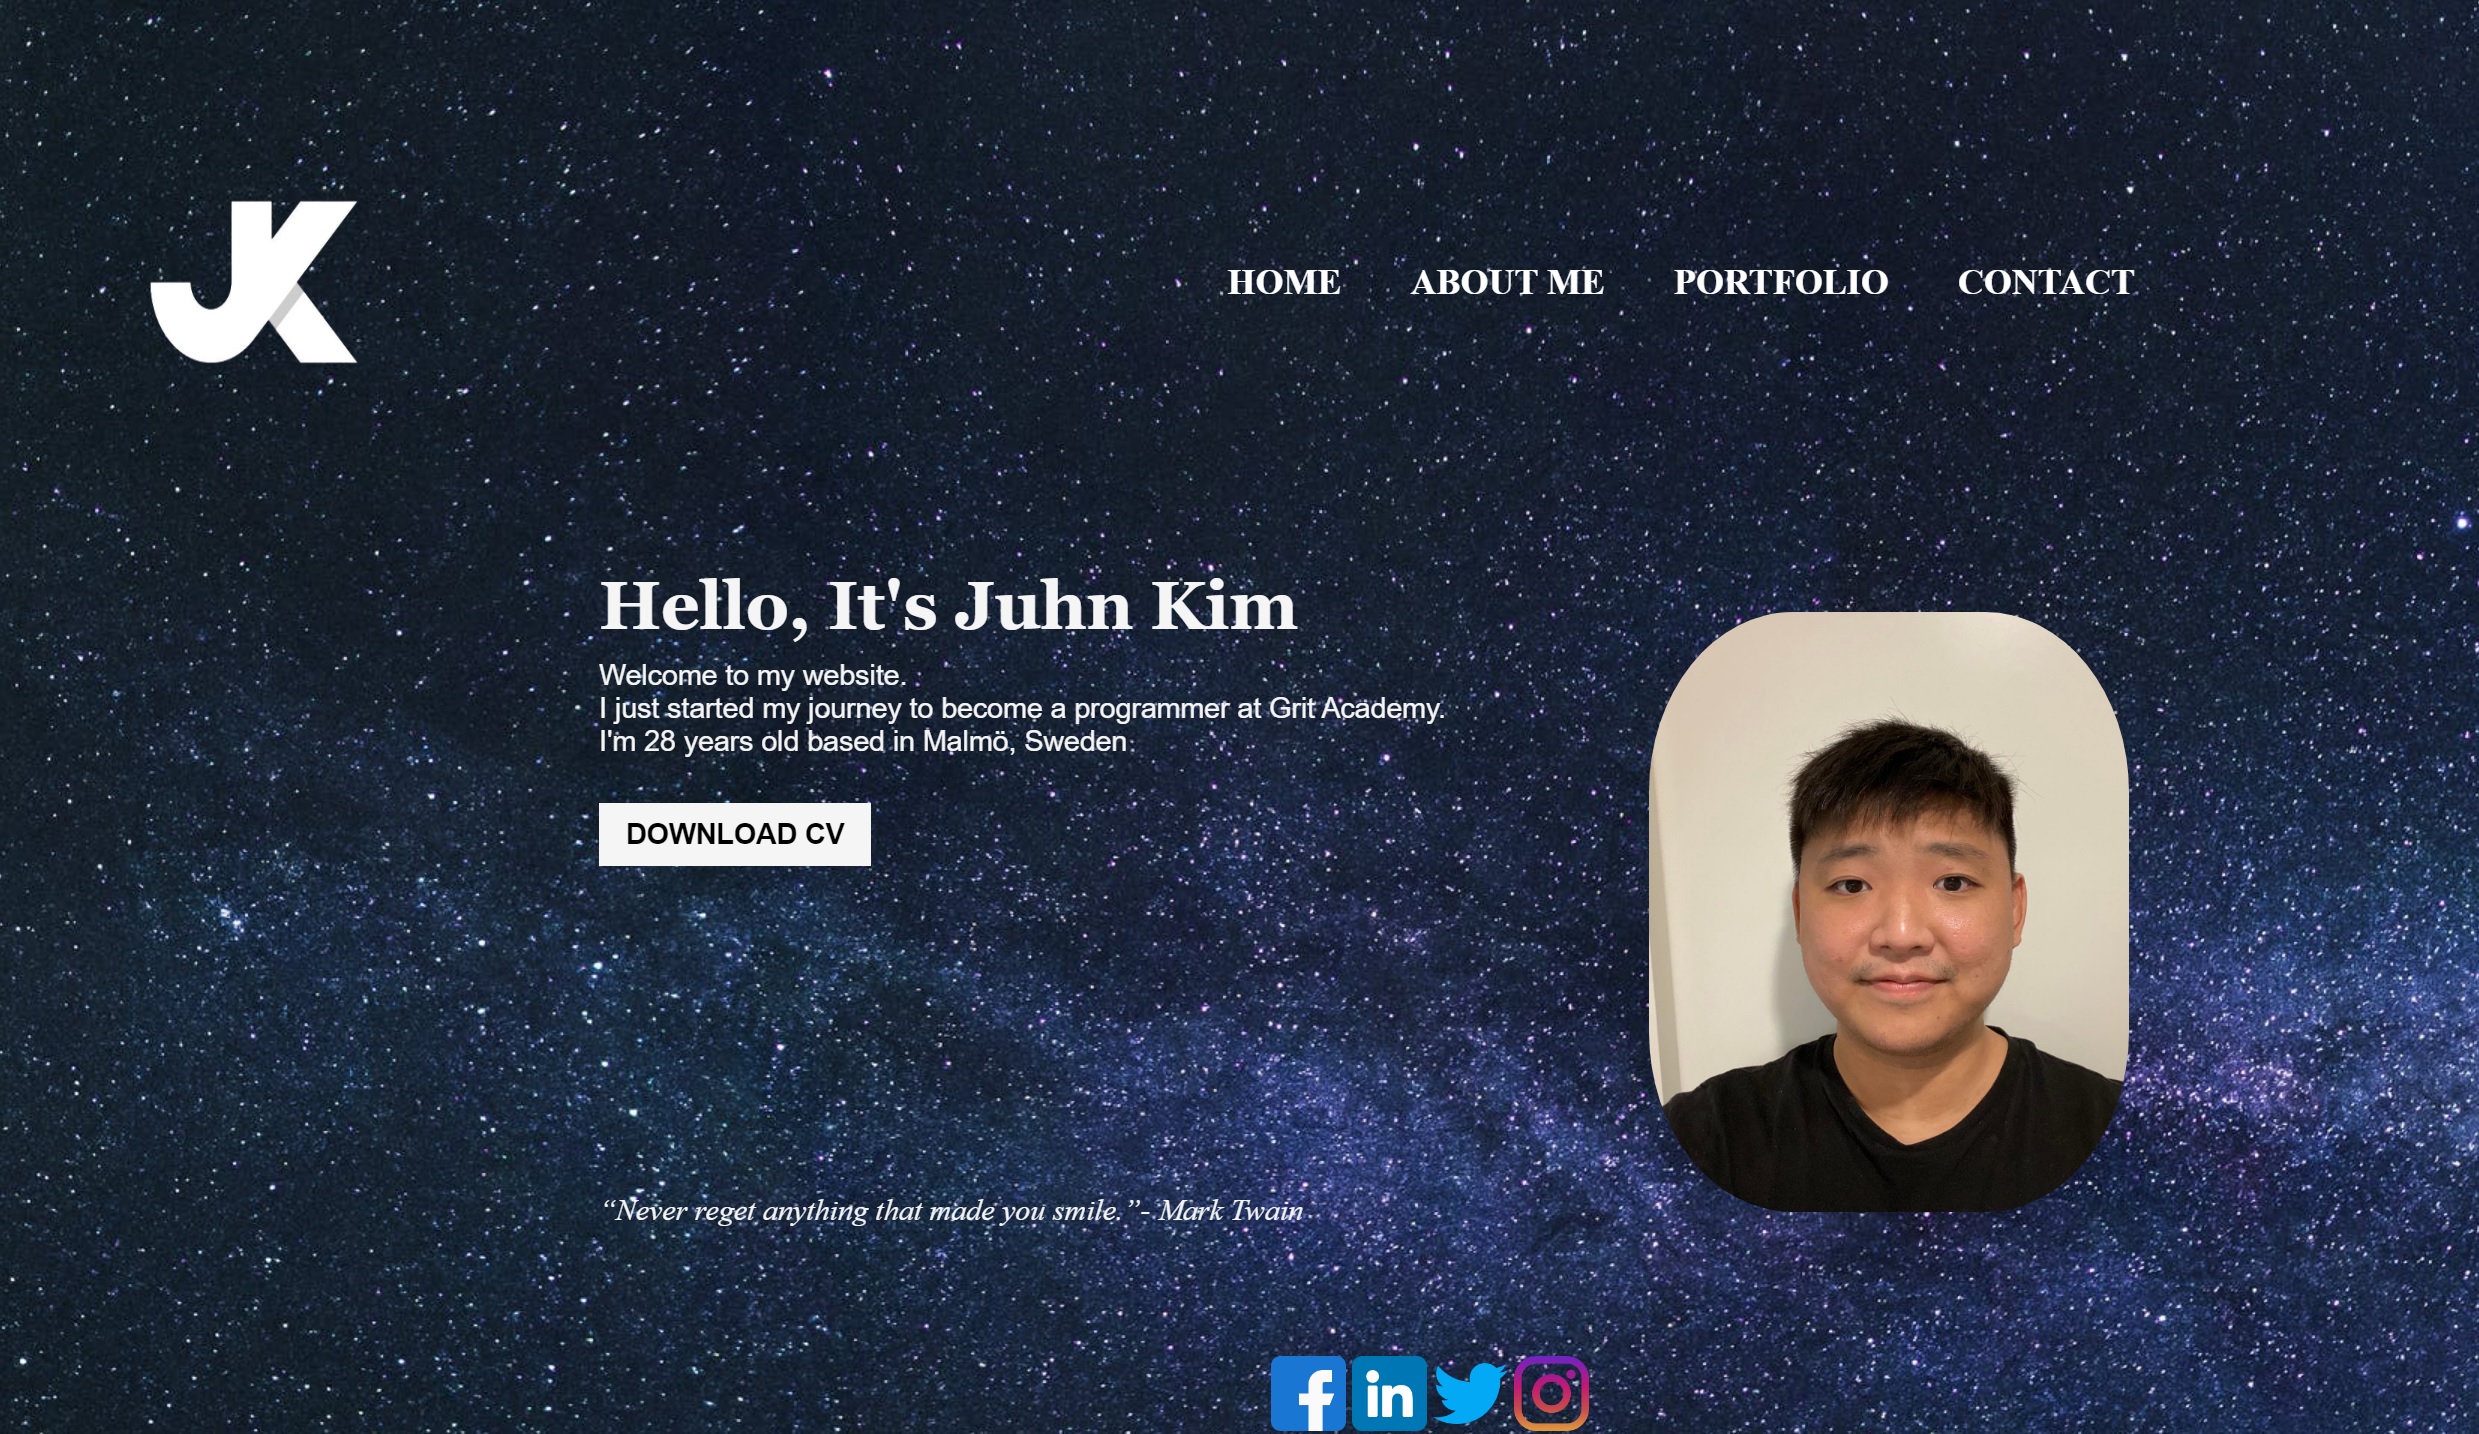 JK
HOME ABOUT ME PORTFOLIO CONTACT
Hello, It's Juhn Kim
Welcome to my website.
I just started my journey to become a programmer at Grit Academy.
I'm 28 years old based in Malmö, Sweden
DOWNLOAD CV
“Never reget anything that made you smile.”- Mark Twain
f in